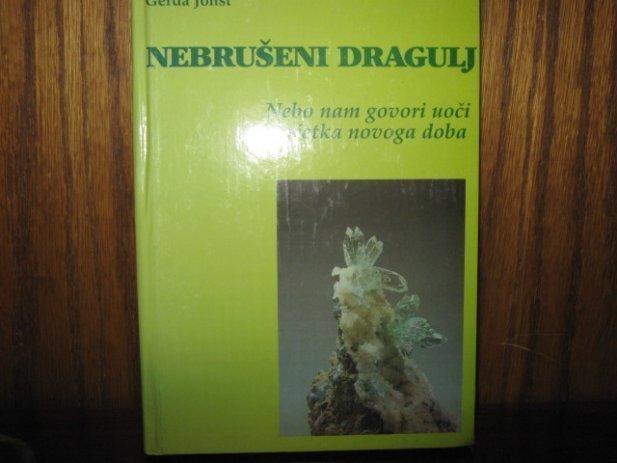 Gerda Johst
NEBRUŠENI DRAGULJ
Nebo nam govori uoči
novoga doba